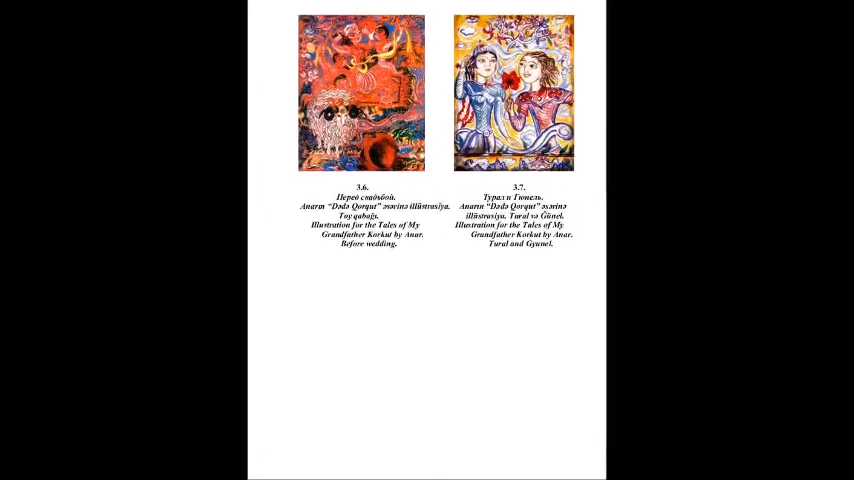 3.6.
Перед свадьбой.
Anarın “Dədə Qorqut” əsərinə illüstrasiya.
Toy qabağı.
Illustration for the Tales of My
Grandfather Korkut by Anar.
Before wedding.
3.7.
Турал и Гюнель.
Anarın “Dədə Qorqut” əsərinə
illüstrasiya. Tural və Günel.
Illustration for the Tales of My
Grandfather Korkut by Anar.
Tural and Gyunel.